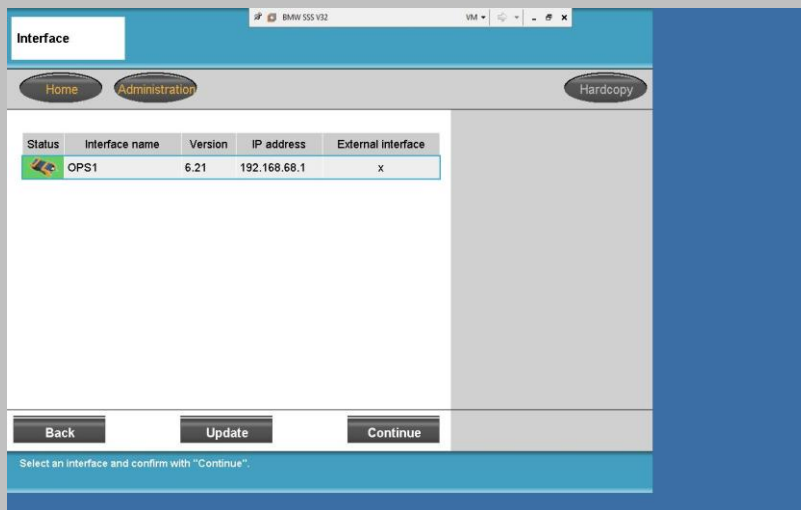 BMW SSS V32
VM
Interface
Home
Administration
Hardcopy
Status Interface name Version IP address External interface
OPS1 6.21 192.168.68.1 x
Back
Update
Continue
Select an interface and confirm with "Continue".